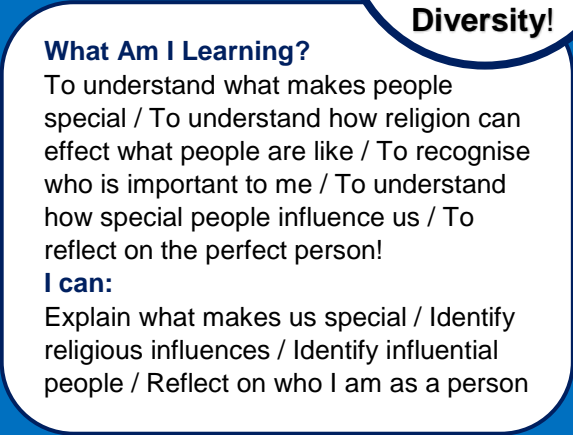 Diversity!
What Am I Learning?
To understand what makes people
special / To understand how religion can
effect what people are like / To recognise
who is important to me / To understand
how special people influence us / To
reflect on the perfect person!
I can:
Explain what makes us special / Identify
religious influences / Identify influential
people / Reflect on who I am as a person